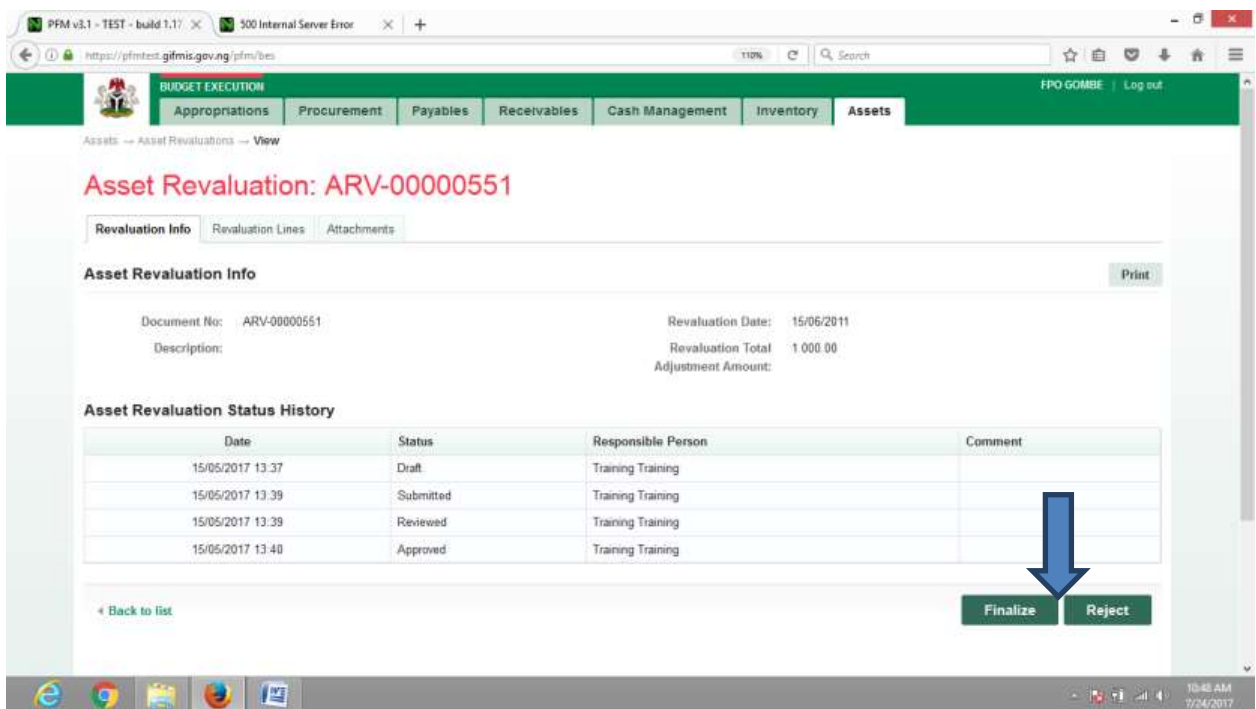 PFM v3.1 - TEST - build 1.17
500 Internal Server Error
https://pfmtest.gifmis.gov.ng/pfm/bes
110%
Search
BUDGET EXECUTION
FPO GOMBE | Log out
Appropriations Procurement Payables Receivables Cash Management Inventory Assets
Assets → Asset Revaluations → View
Asset Revaluation: ARV-00000551
Revaluation Info Revaluation Lines Attachments
Asset Revaluation Info
Print
Document No: ARV-00000551
Revaluation Date: 15/06/2011
Description:
Revaluation Total 1 000.00
Adjustment Amount:
Asset Revaluation Status History
Date Status Responsible Person Comment
15/05/2017 13:37 Draft Training Training
15/05/2017 13:39 Submitted Training Training
15/05/2017 13:39 Reviewed Training Training
15/05/2017 13:40 Approved Training Training
Back to list
Finalize Reject
10:48 AM
7/24/2017